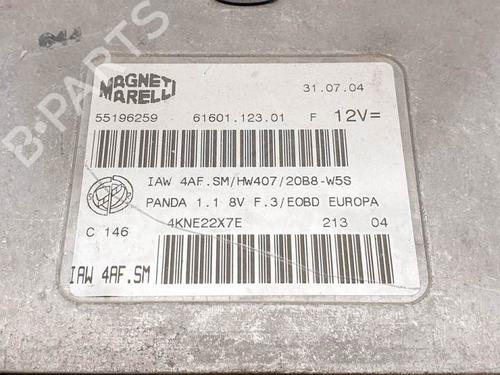 844
B-PARTS
MAGNETI MARELLI
31.07.04
55196259 61601.123.01 F 12V=
IAW 4AF.SM/HW407/20B8-W5S
PANDA 1.1 8V F.3/EOBD EUROPA
C 146 4KNE22X7E 213 04
IAW 4AF.SM